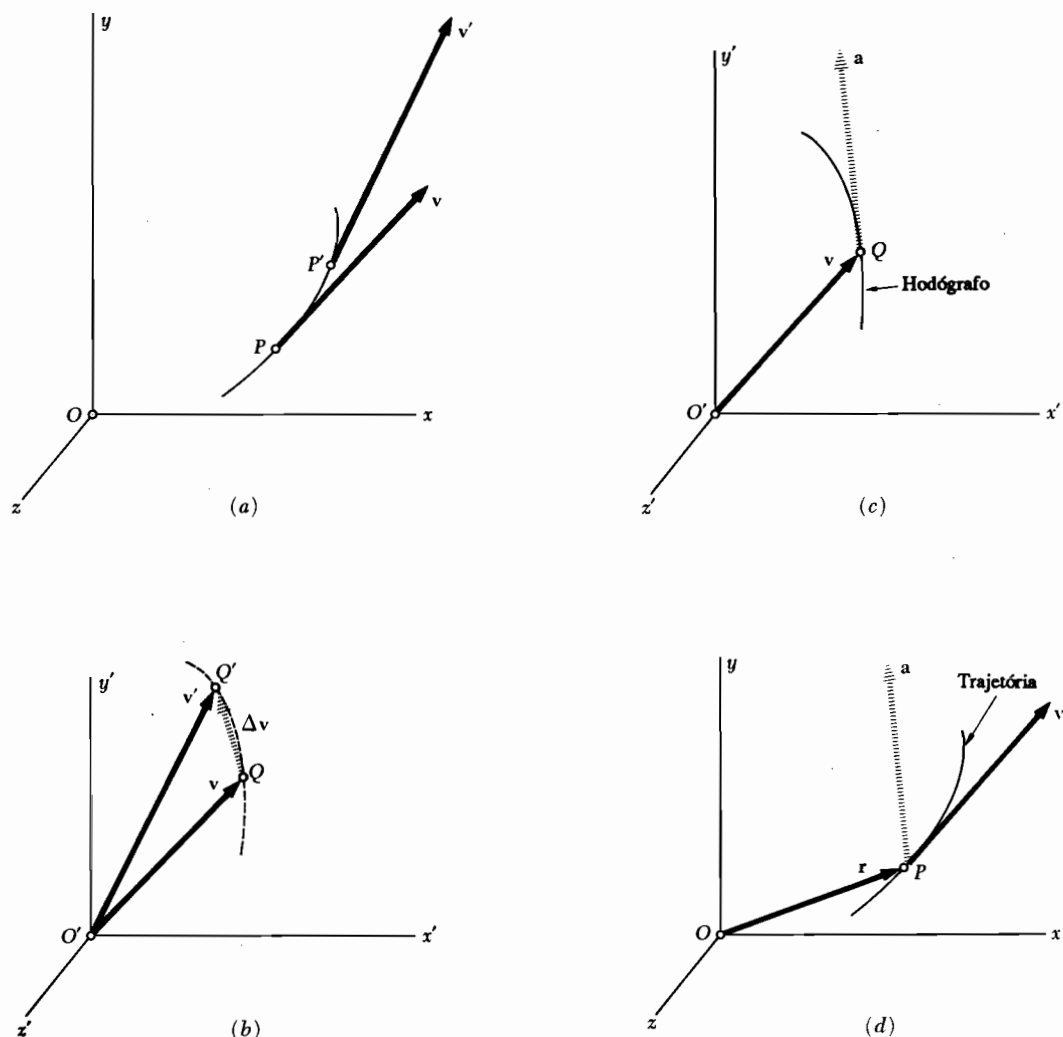 y
v'
v
P'
P
O
x
z
(a)
y'
a
v
Q
Hodógrafo
O'
x'
z'
(c)
y'
Q'
v'
Δv
v
Q
O'
x'
z'
(b)
y
a
Trajetória
v
r
P
O
x
z
(d)